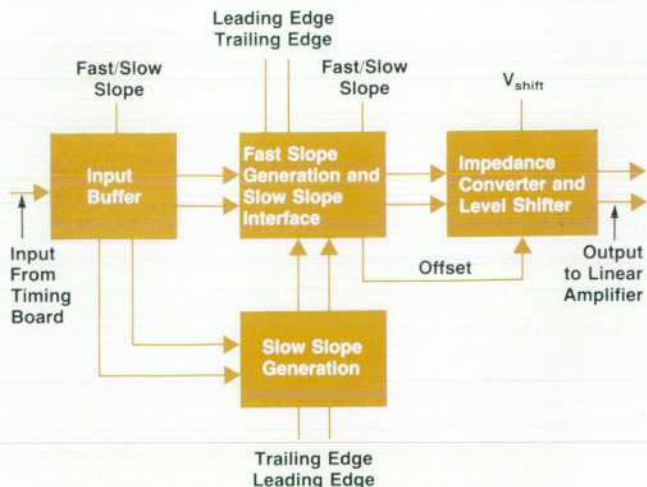 Leading Edge
Trailing Edge
Fast/Slow
Slope
Fast/Slow
Slope
Vshift
Input
Buffer
Fast Slope
Generation and
Slow Slope
Interface
Impedance
Converter and
Level Shifter
Input
From
Timing
Board
Offset
Output
to Linear
Amplifier
Slow Slope
Generation
Trailing Edge
Leading Edge